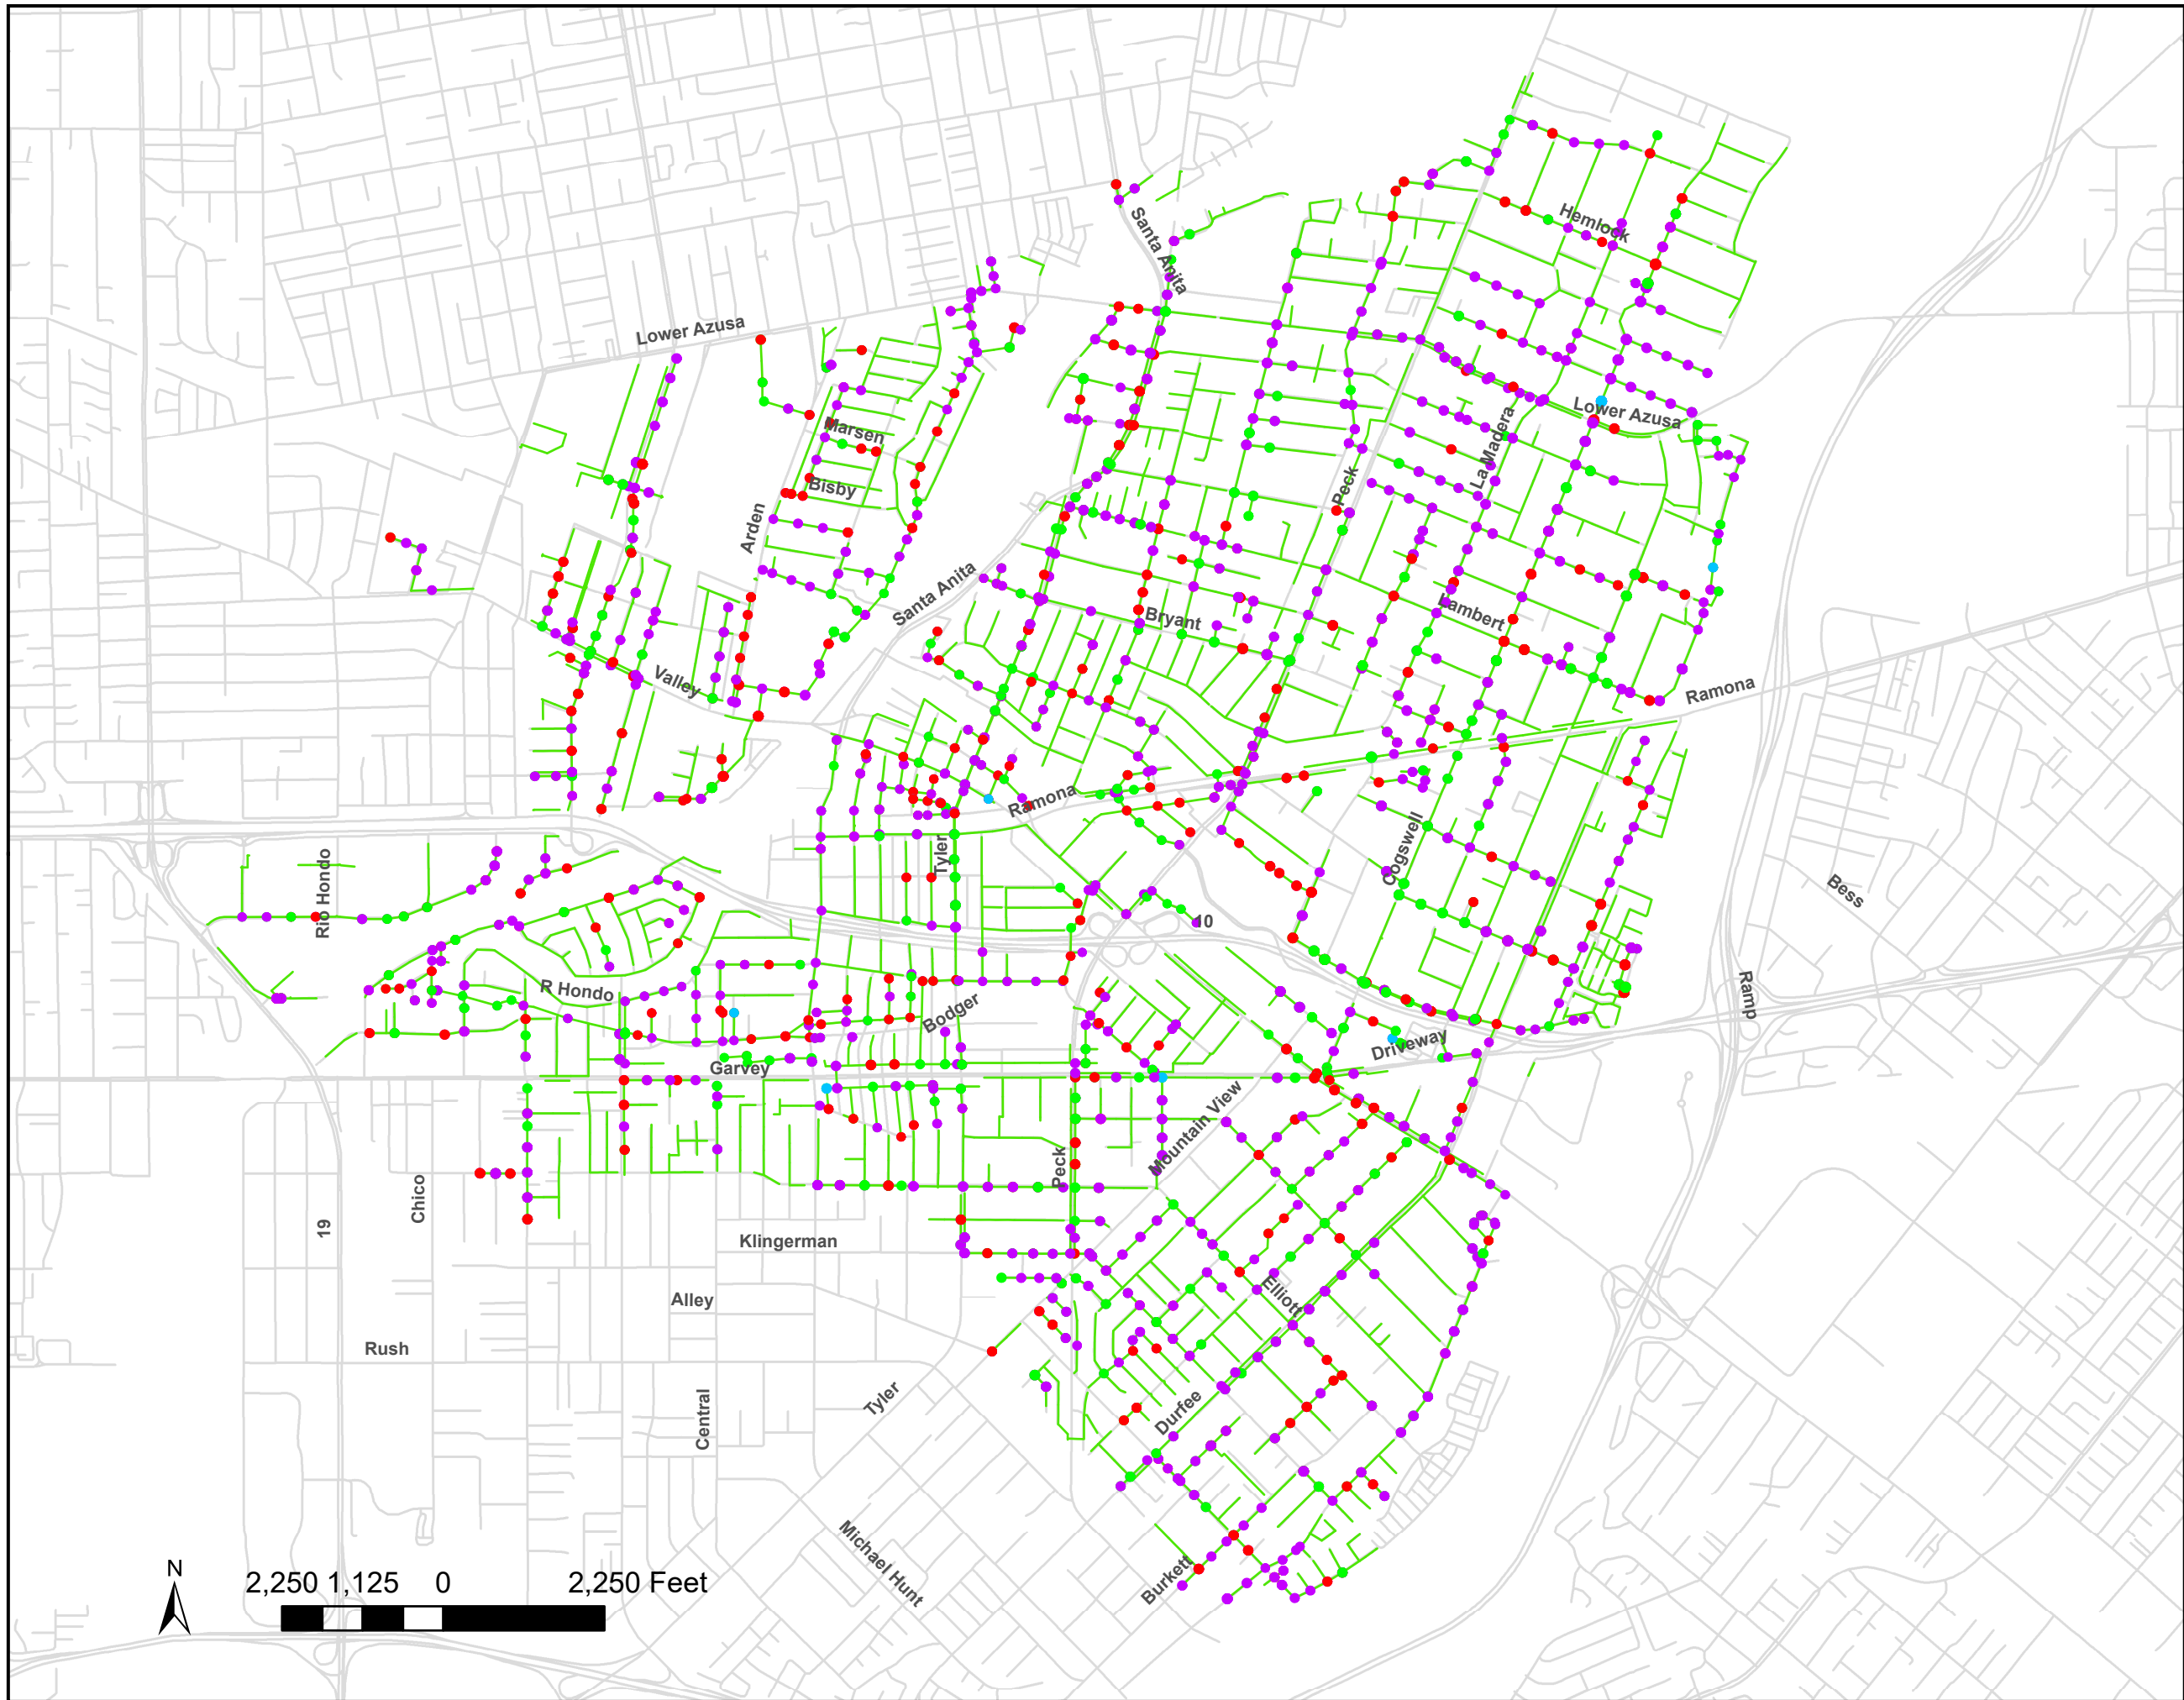 Hemlock
Santa Anita
Lower Azusa
Lower Azusa
Marsen
La Madera
Bisby
Peck
Arden
Santa Anita
Lambert
Bryant
Valley
Ramona
Ramona
Tyler
Cogswell
Rio Hondo
Bess
10
R Hondo
Ramp
Bodger
Driveway
Garvey
Mountain View
Peck
Chico
19
Klingerman
Elliott
Alley
Rush
Tyler
Durfee
Central
Michael Hunt
Burkett
N
2,250 1,125 0 2,250 Feet